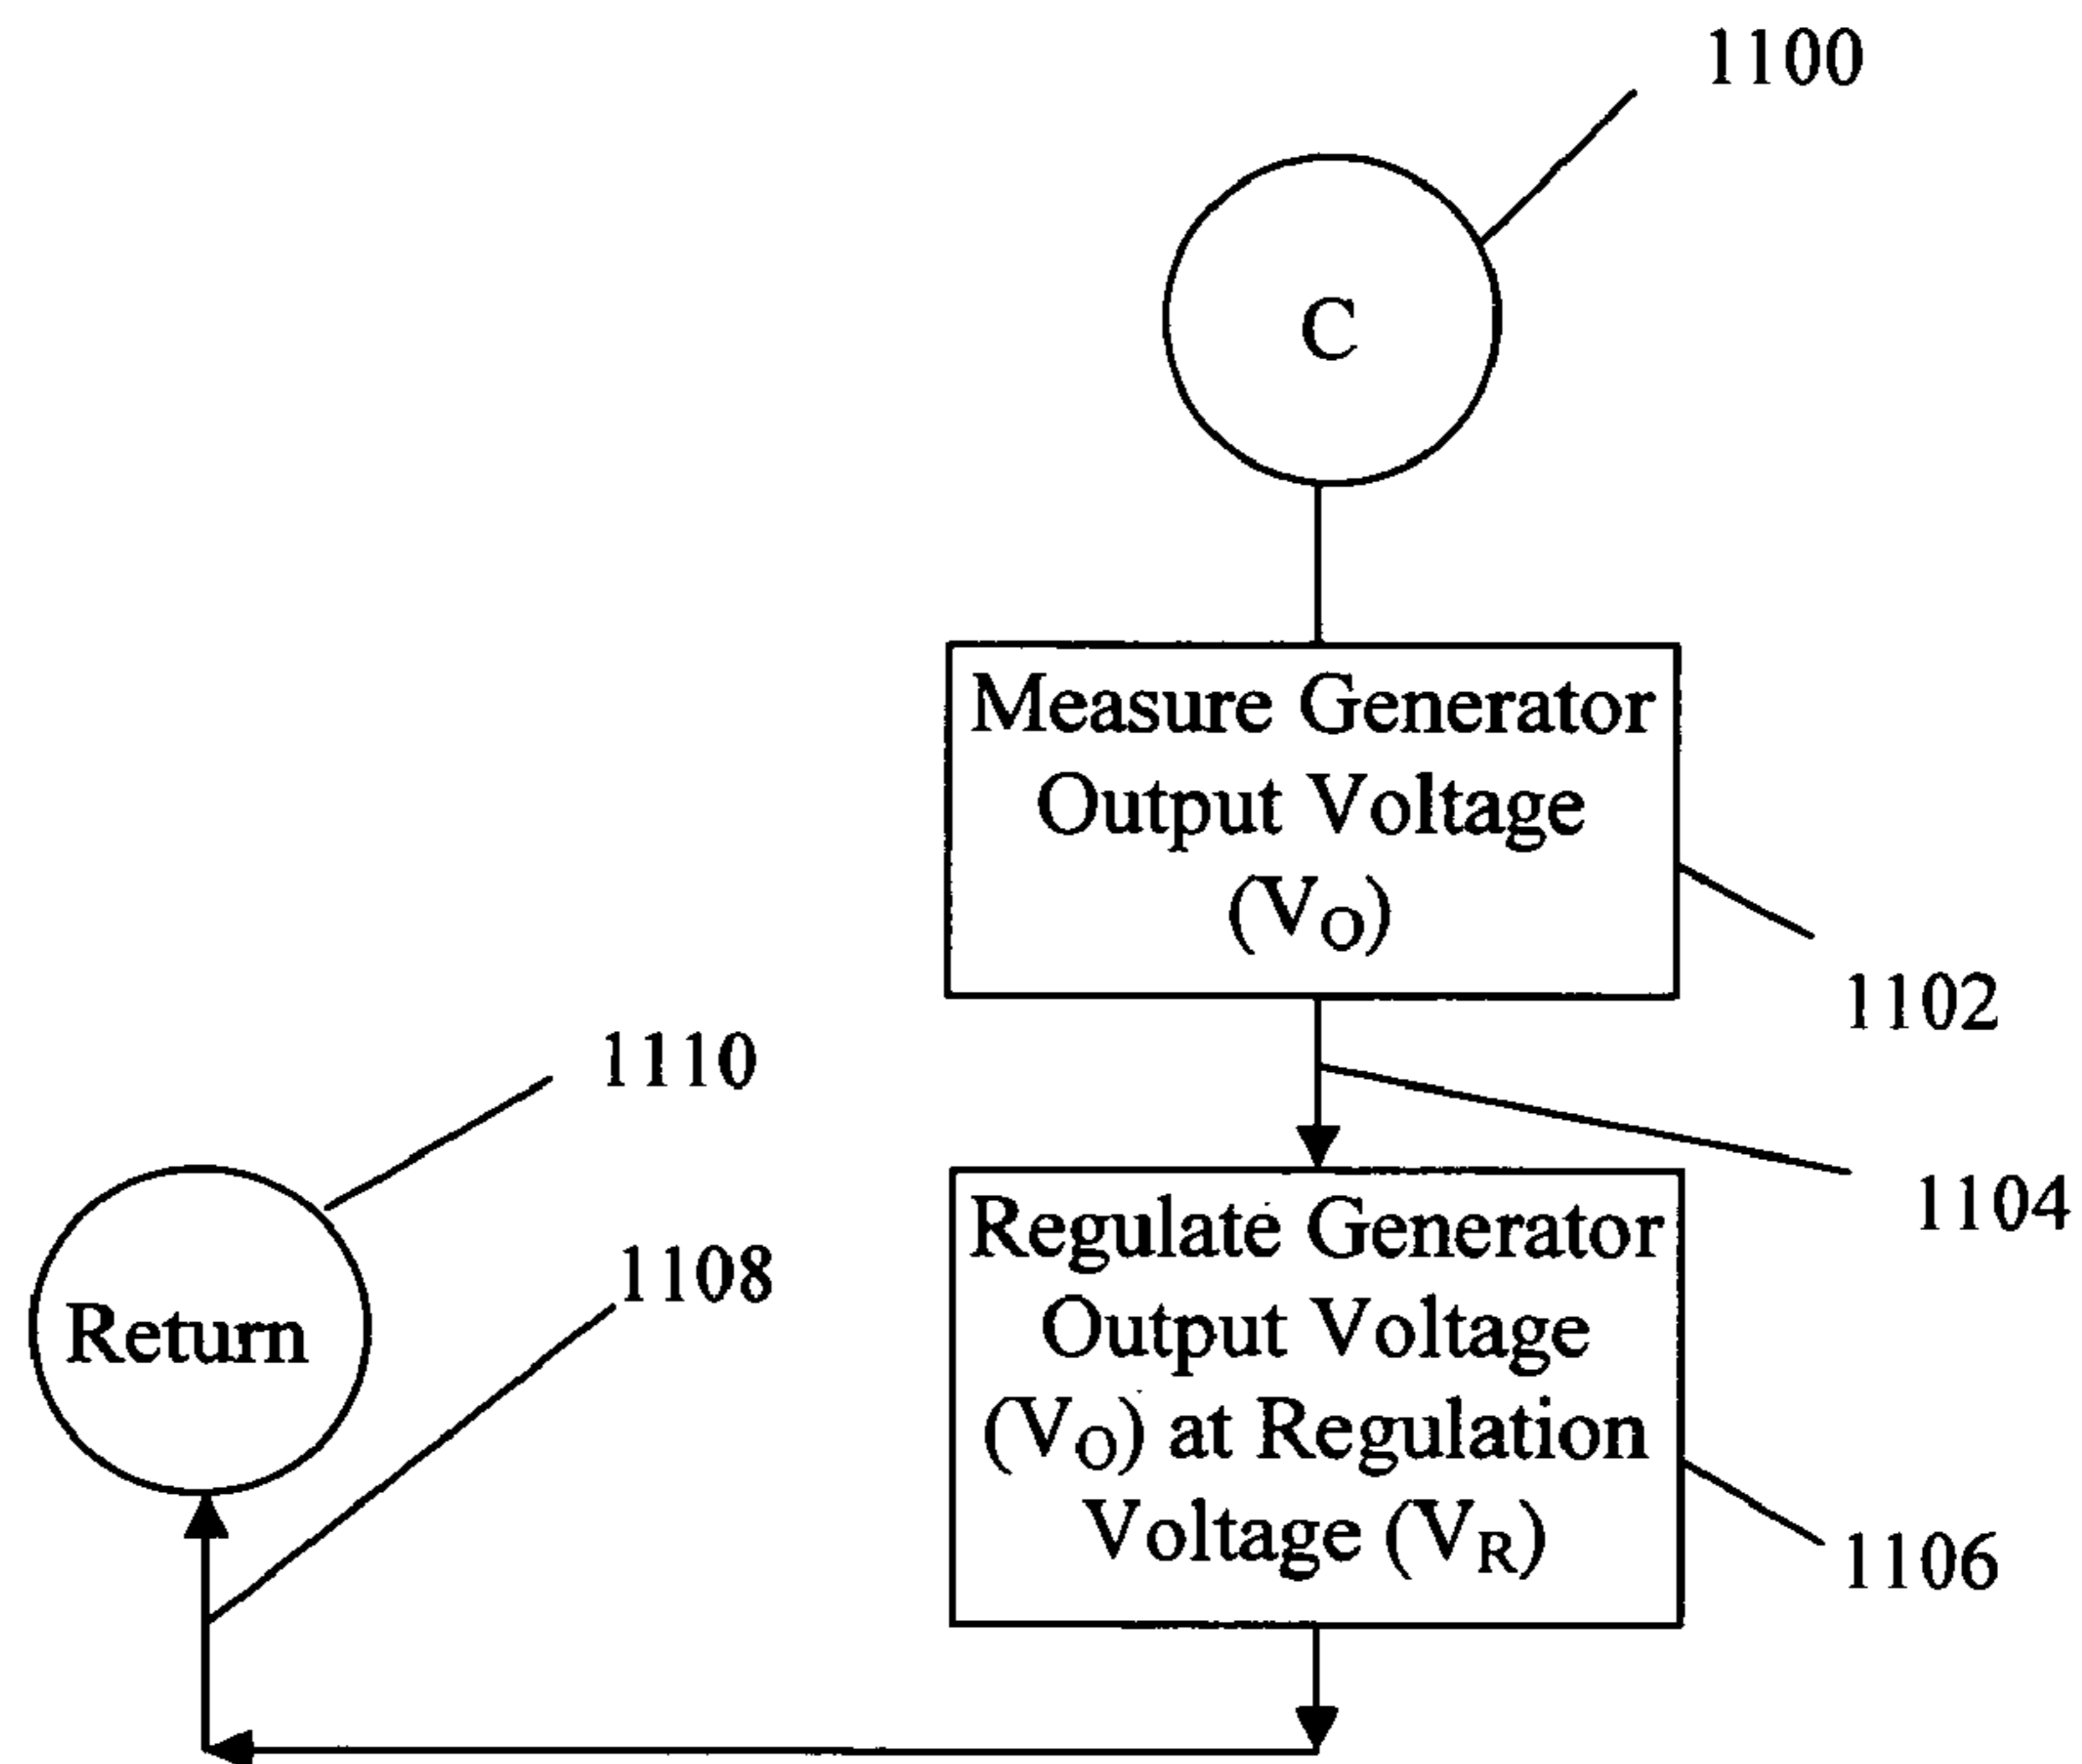 1100
C
Measure Generator
Output Voltage
(VO)
1102
1110
1104
Regulate Generator
Output Voltage
(VO) at Regulation
Voltage (VR)
1108
Return
1106